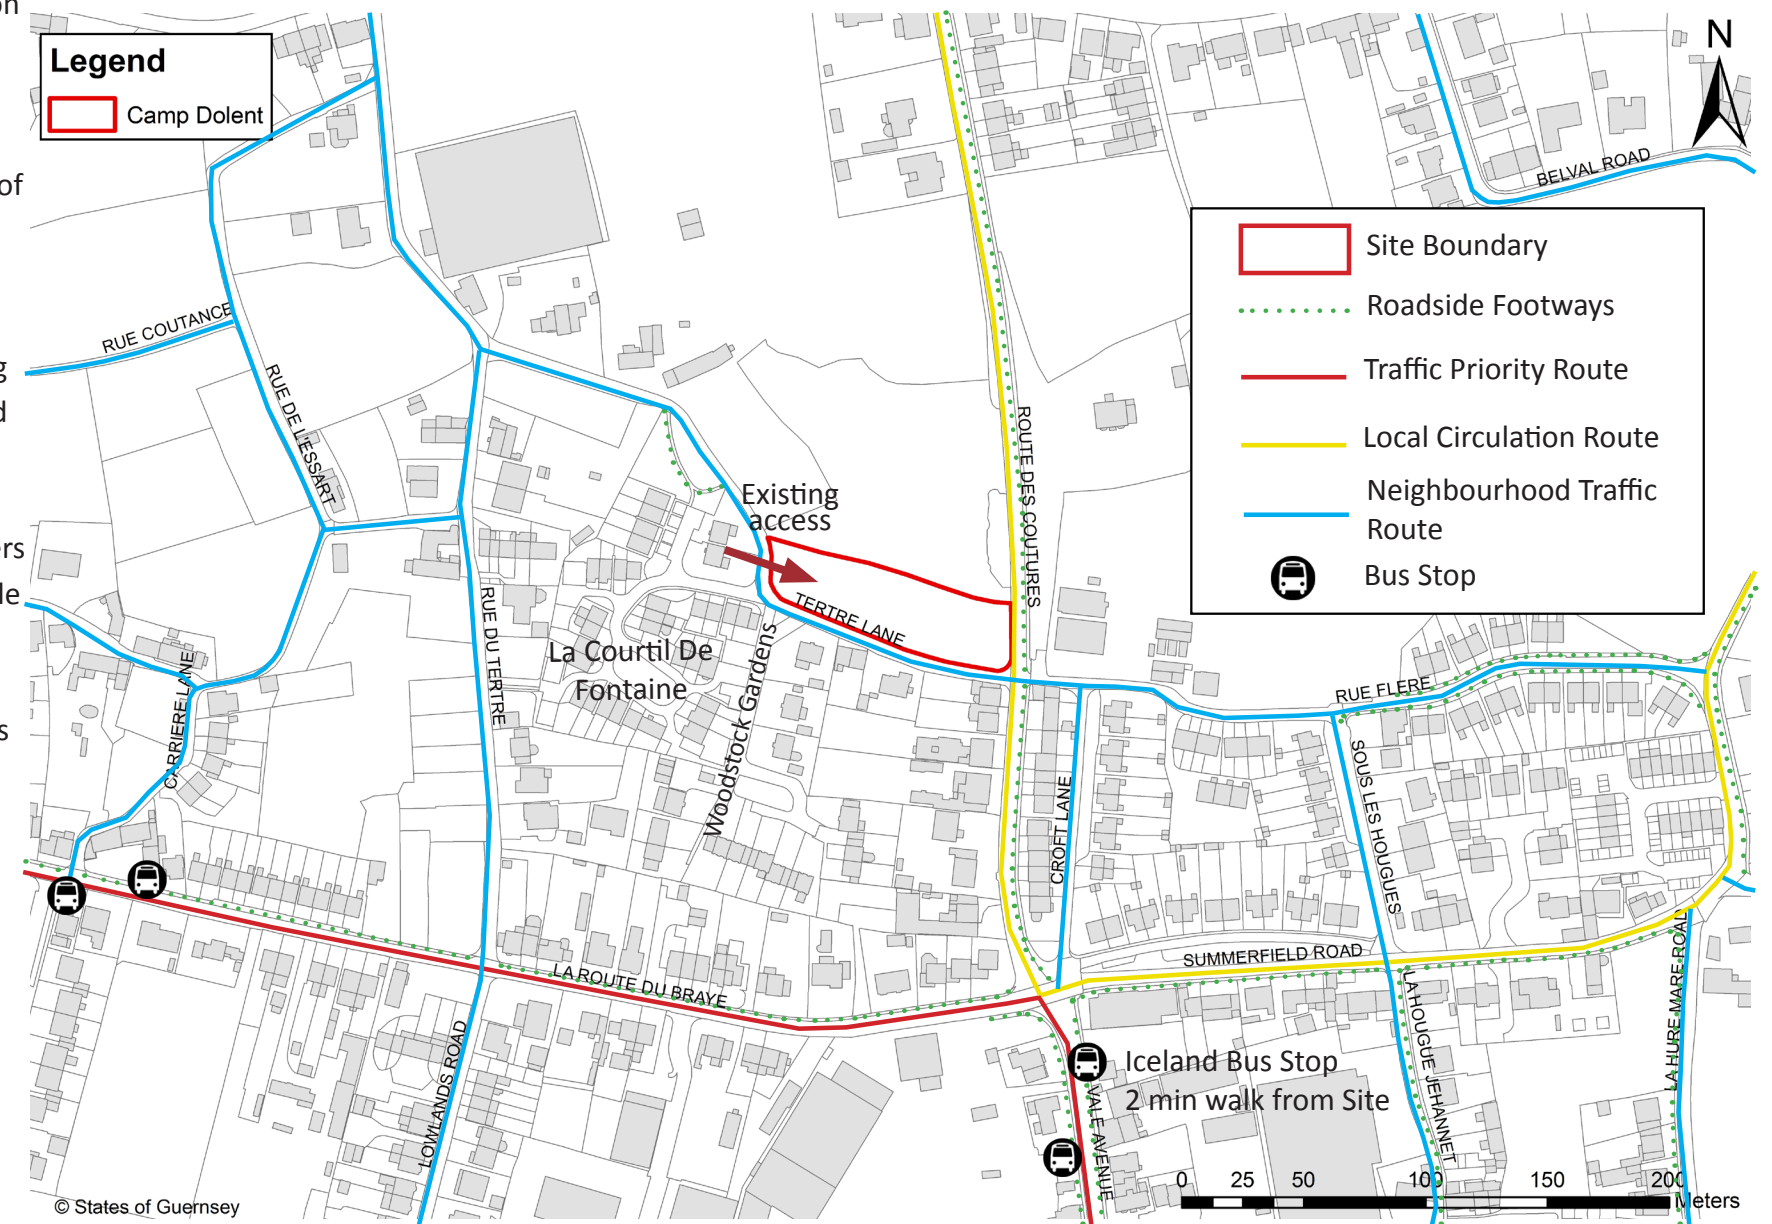 on
Legend
Camp Dolent
of
g
d
ers
le
s
N
BELVAL ROAD
Site Boundary
Roadside Footways
Traffic Priority Route
Local Circulation Route
Neighbourhood Traffic
Route
Bus Stop
RUE COUTANCE
RUE DE L'ESSART
ROUTE DES COUTURES
Existing
access
TERTRE LANE
RUE DU TERTRE
La Courtil De
Fontaine
Woodstock Gardens
CARRIERE LANE
RUE FLERE
SOUS LES HOUGUES
CROFT LANE
SUMMERFIELD ROAD
LA ROUTE DU BRAYE
LOWLANDS ROAD
LA HOUGUE JEHANNET
LA HURE MARE ROAD
Iceland Bus Stop
2 min walk from Site
VALE AVENUE
0 25 50 100 150 200
Meters
© States of Guernsey